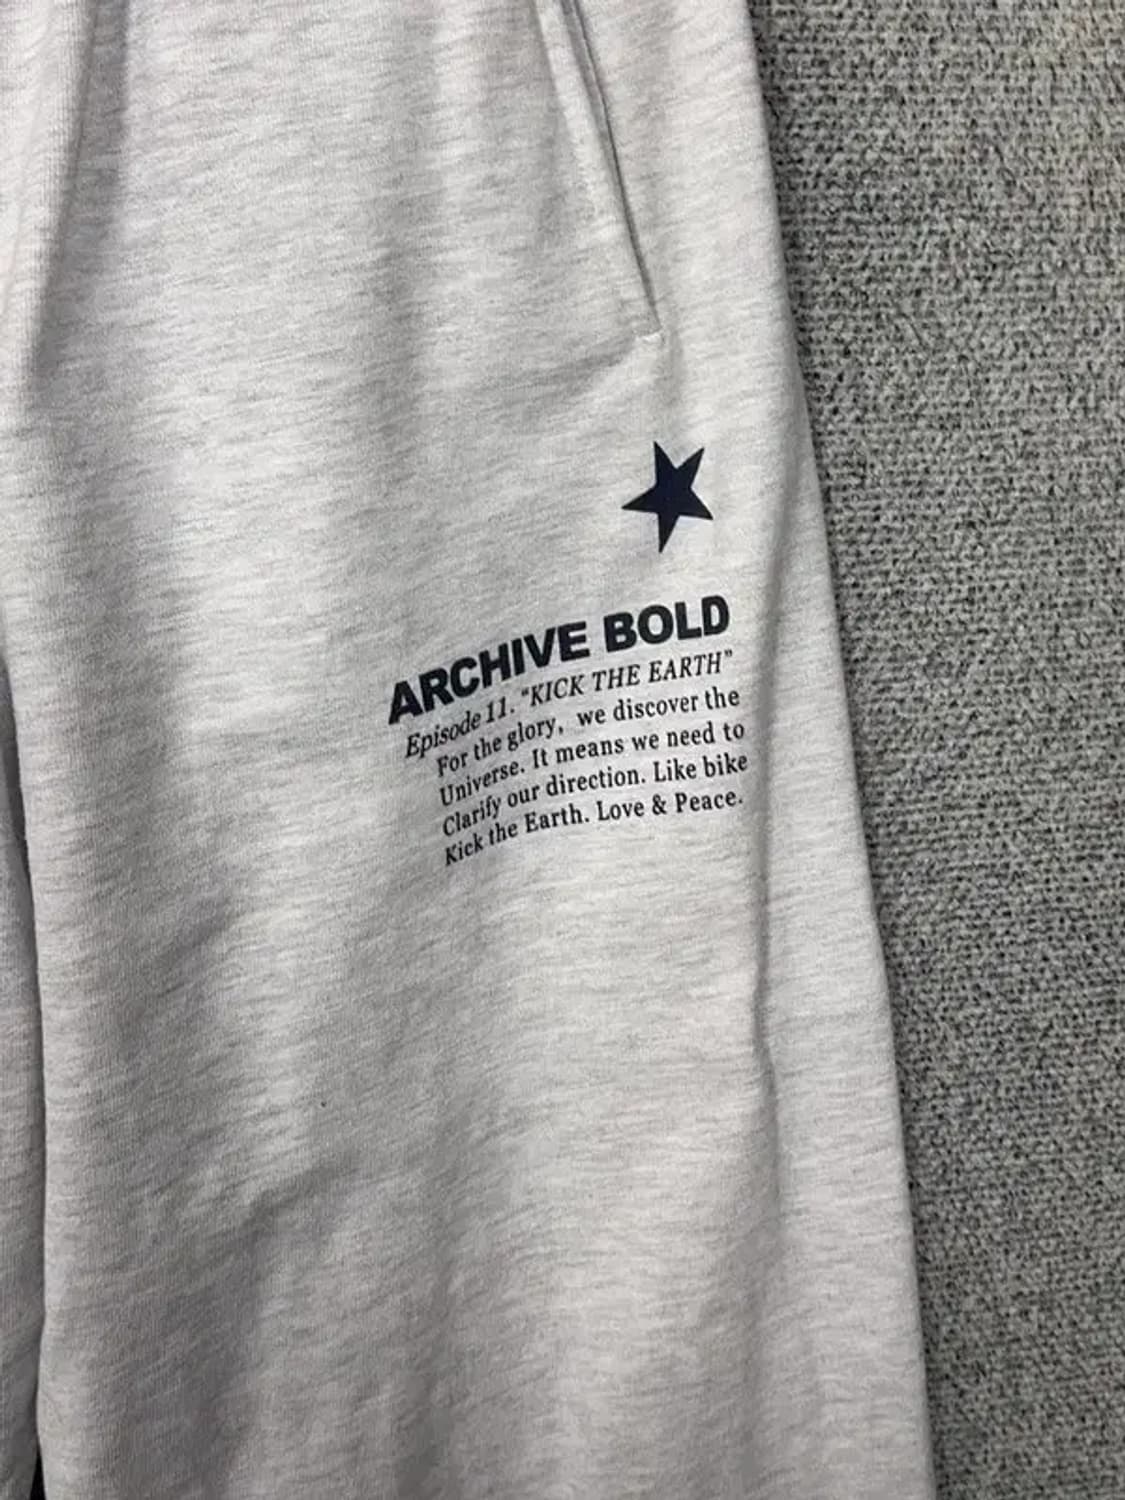 ARCHIVE BOLD
Episode 11. "KICK THE EARTH"
For the glory, we discover the
Universe. It means we need to
Clarify our direction. Like bike
Kick the Earth. Love & Peace.